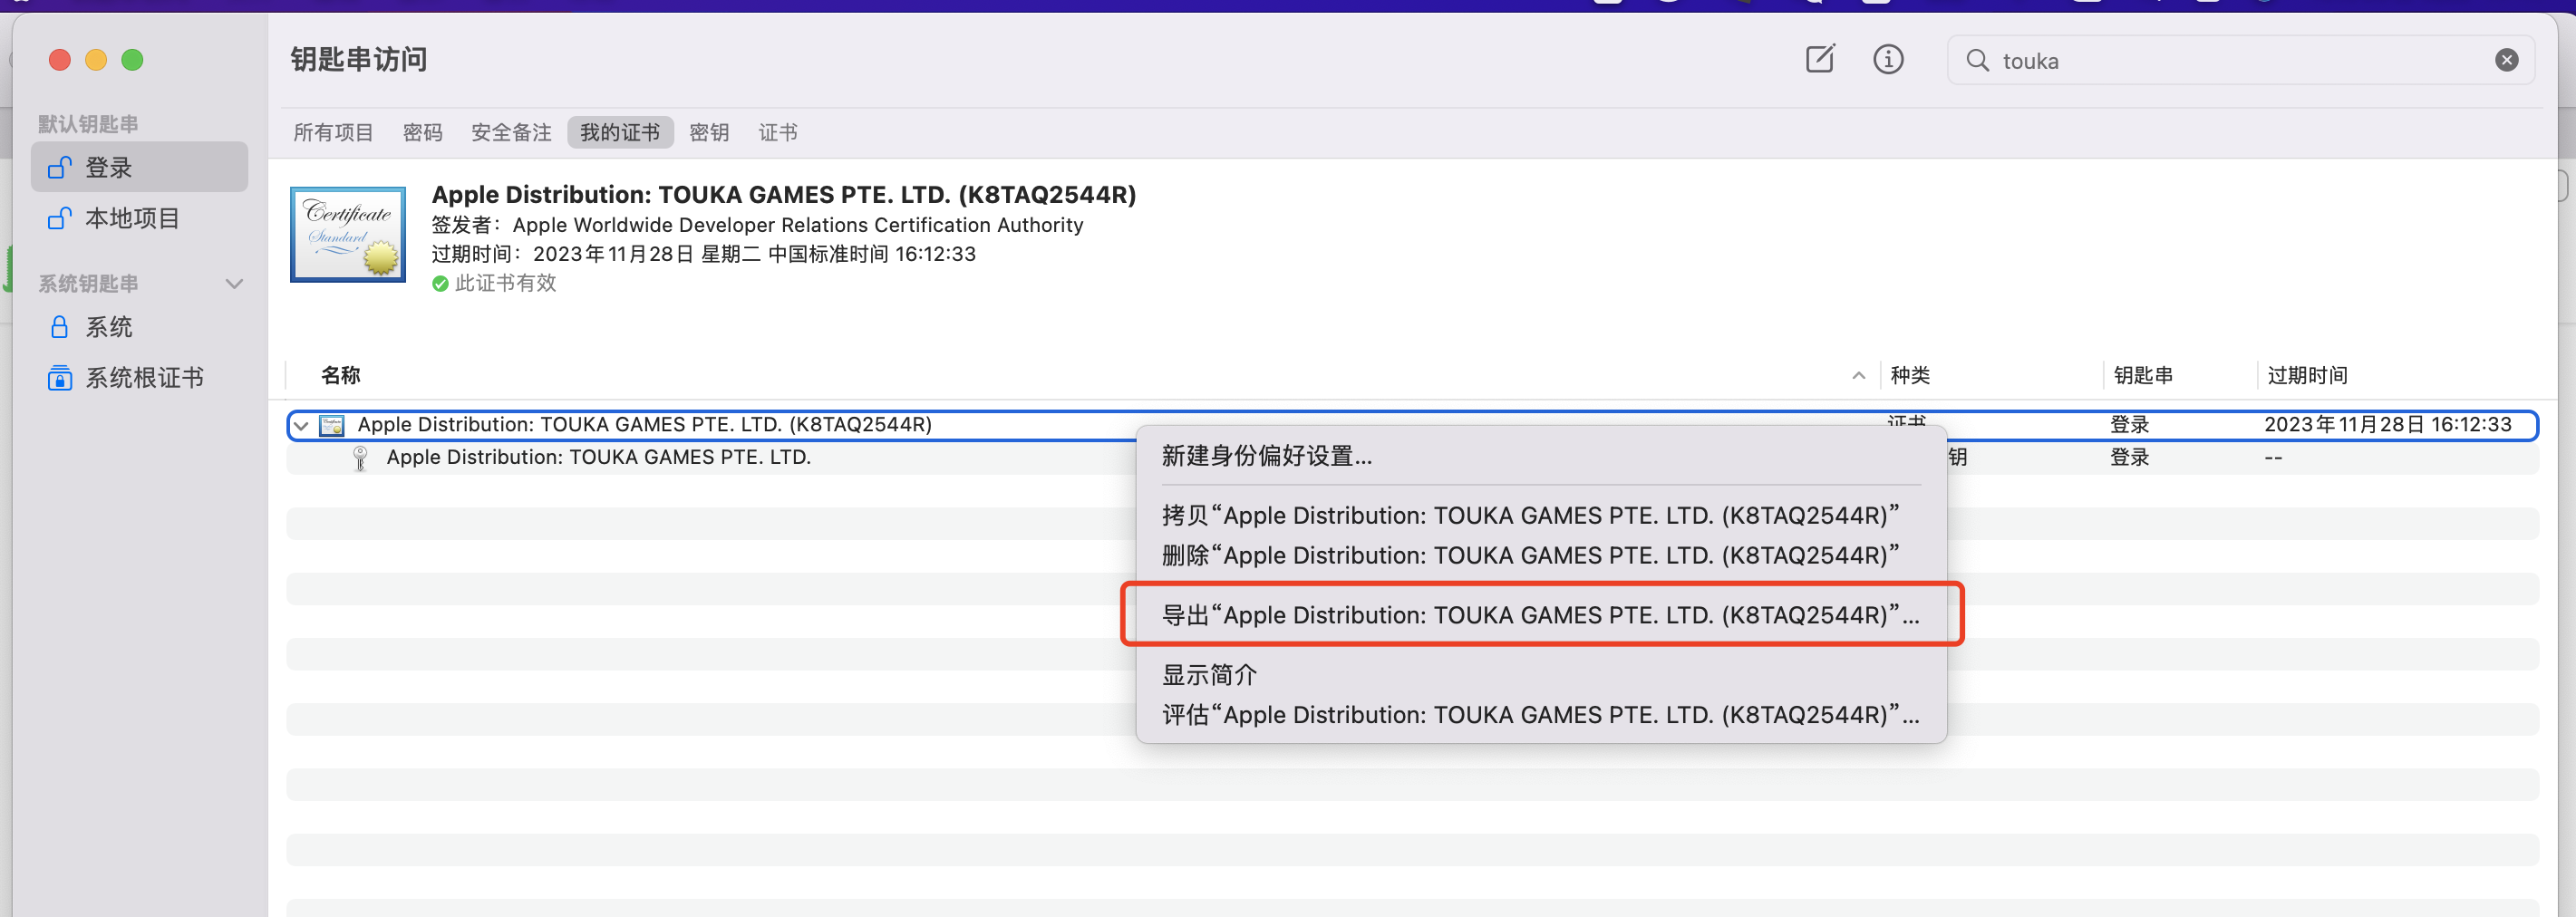 钥匙串访问
touka
默认钥匙串
登录
本地项目
系统钥匙串
系统
系统根证书
所有项目 密码 安全备注 我的证书 密钥 证书
Certificate
Standard
Apple Distribution: TOUKA GAMES PTE. LTD. (K8TAQ2544R)
签发者：Apple Worldwide Developer Relations Certification Authority
过期时间：2023年11月28日 星期二 中国标准时间 16:12:33
此证书有效
名称 种类 钥匙串 过期时间
Apple Distribution: TOUKA GAMES PTE. LTD. (K8TAQ2544R) 证书 登录 2023年11月28日 16:12:33
Apple Distribution: TOUKA GAMES PTE. LTD. 钥 登录 --
新建身份偏好设置...
拷贝“Apple Distribution: TOUKA GAMES PTE. LTD. (K8TAQ2544R)”
删除“Apple Distribution: TOUKA GAMES PTE. LTD. (K8TAQ2544R)”
导出“Apple Distribution: TOUKA GAMES PTE. LTD. (K8TAQ2544R)”...
显示简介
评估“Apple Distribution: TOUKA GAMES PTE. LTD. (K8TAQ2544R)”...